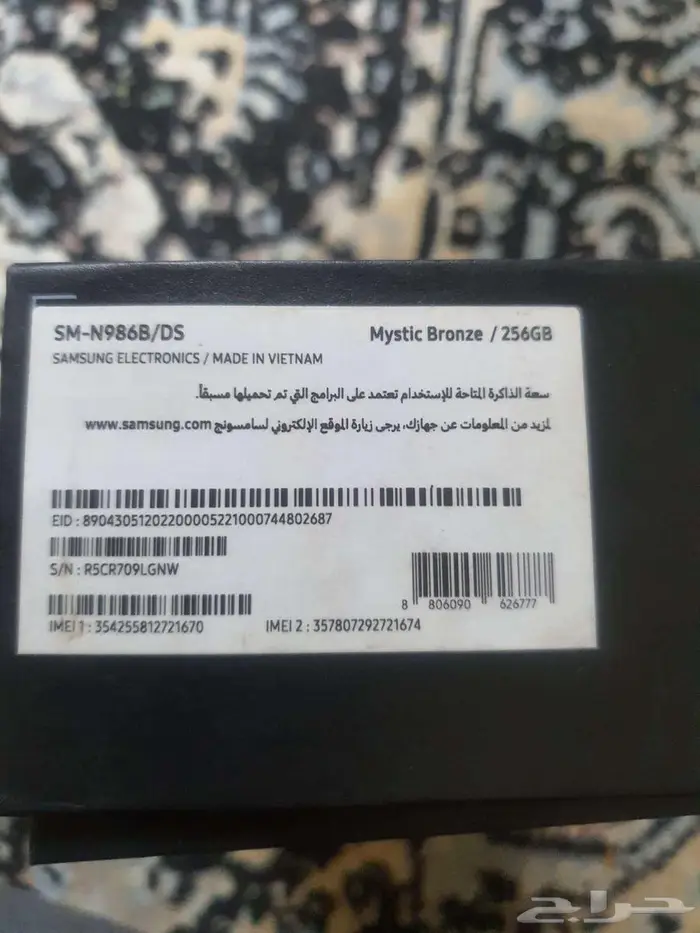 SM-N986B/DS
Mystic Bronze / 256GB
SAMSUNG ELECTRONICS / MADE IN VIETNAM
سعة الذاكرة المتاحة للإستخدام تعتمد على البرامج التي تم تحميلها مسبقاً.
لمزيد من المعلومات عن جهازك، يرجى زيارة الموقع الإلكتروني لسامسونج www.samsung.com
EID : 89043051202200005221000744802687
S/N : R5CR709LGNW
8 806090 626777
IMEI 1 : 354255812721670
IMEI 2 : 357807292721674
حراج